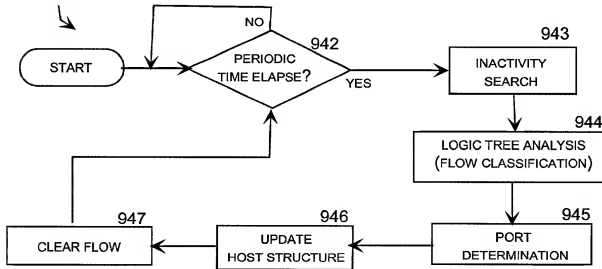 NO
942
943
START
PERIODIC
TIME ELAPSE?
YES
INACTIVITY
SEARCH
944
LOGIC TREE ANALYSIS
(FLOW CLASSIFICATION)
947
946
945
CLEAR FLOW
UPDATE
HOST STRUCTURE
PORT
DETERMINATION